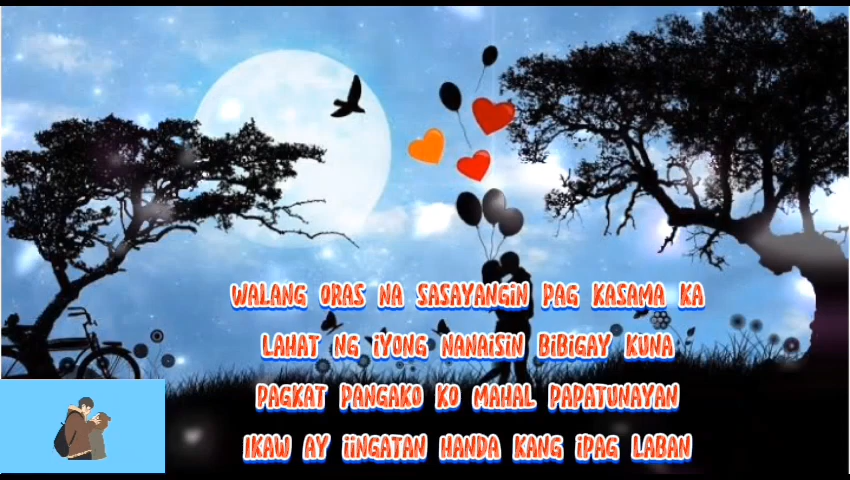 WALANG ORAS NA SASAYANGiN PAG KASAMA KA
LAHAT NG iYONG NANAiSiN BiBiGAY KUNA
PAGKAT PANGAKO KO MAHAL PAPATUNAYAN
IKAW AY iiNGATAN HANDA KANG iPAG LABAN